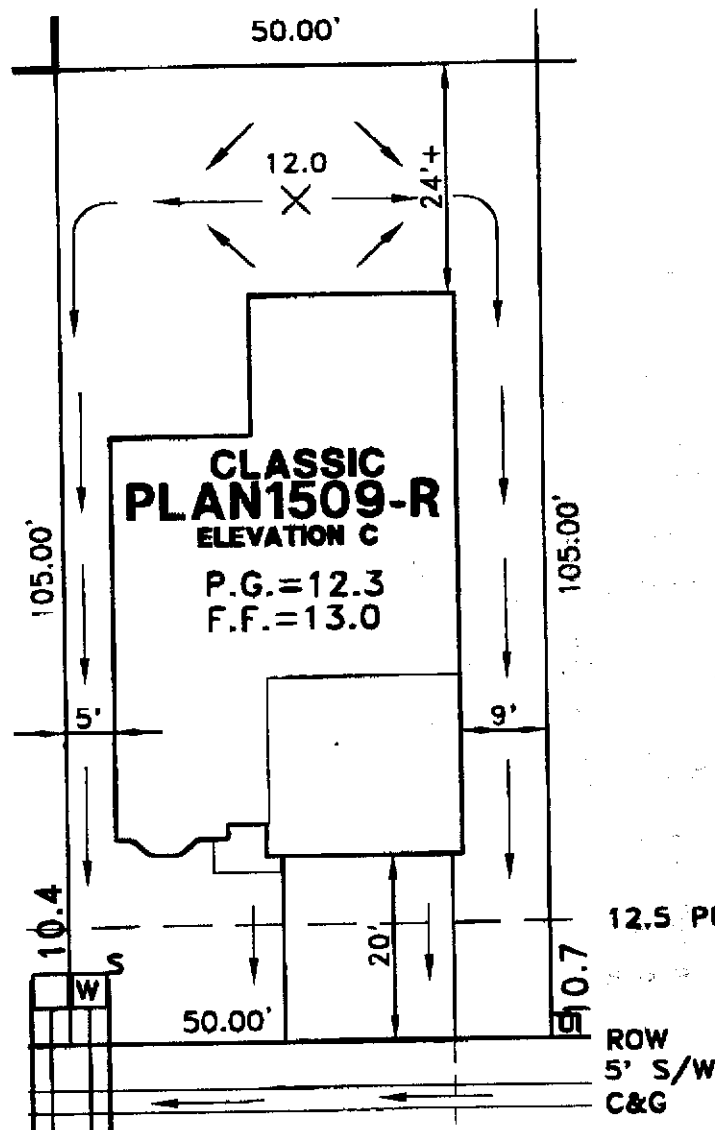 50.00'
12.0
24'+
CLASSIC
PLAN1509-R
ELEVATION C
P.G.=12.3
F.F.=13.0
105.00'
105.00'
5'
9'
10.4
20'
12.5
S
W
50.00'
10.7
ROW
5' S/W
C&G